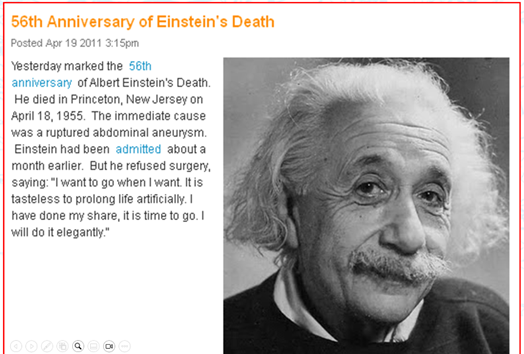 56th Anniversary of Einstein's Death
Posted Apr 19 2011 3:15pm
Yesterday marked the 56th
anniversary of Albert Einstein's Death.
He died in Princeton, New Jersey on
April 18, 1955. The immediate cause
was a ruptured abdominal aneurysm.
Einstein had been admitted about a
month earlier. But he refused surgery,
saying: "I want to go when I want. It is
tasteless to prolong life artificially. I
have done my share, it is time to go. I
will do it elegantly."